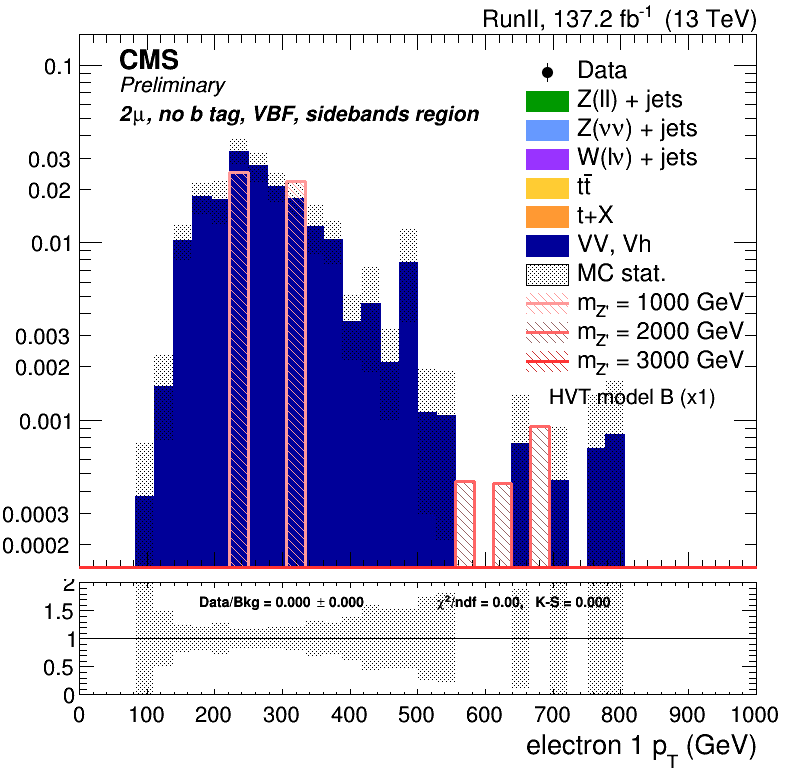 RunII, 137.2 fb⁻¹ (13 TeV)
CMS
Preliminary
2μ, no b tag, VBF, sidebands region
Data
Z(ll) + jets
Z(νν) + jets
W(lν) + jets
tt̄
t+X
VV, Vh
MC stat.
m_Z' = 1000 GeV
m_Z' = 2000 GeV
m_Z' = 3000 GeV
HVT model B (x1)
0.1
0.03
0.02
0.01
0.003
0.002
0.001
0.0003
0.0002
Data/Bkg = 0.000 ± 0.000
χ²/ndf = 0.00, K-S = 0.000
2
1.5
1
0.5
0
0 100 200 300 400 500 600 700 800 900 1000
electron 1 p_T (GeV)